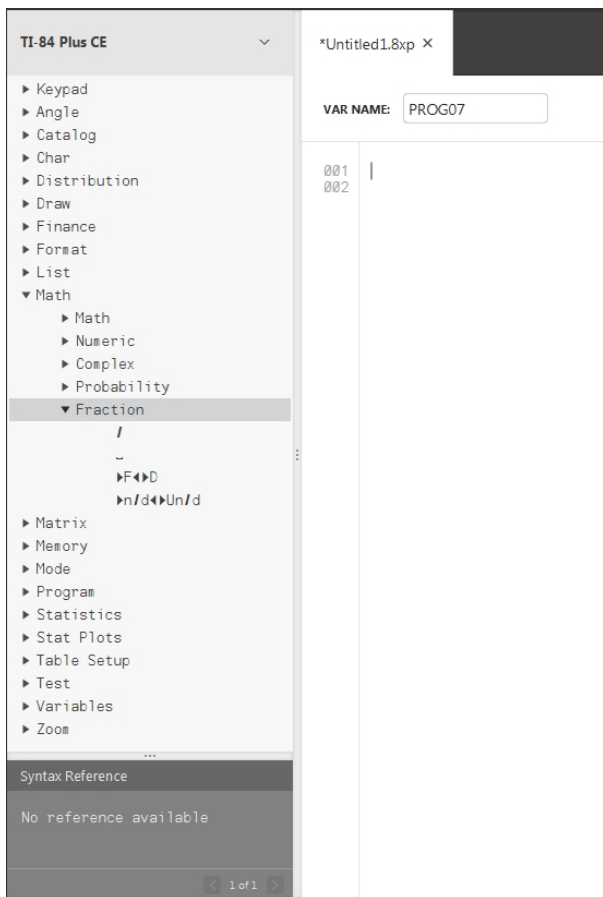 TI-84 Plus CE
▸ Keypad
▸ Angle
▸ Catalog
▸ Char
▸ Distribution
▸ Draw
▸ Finance
▸ Format
▸ List
▾ Math
▸ Math
▸ Numeric
▸ Complex
▸ Probability
▾ Fraction
/
⎵
▸F◂▸D
▸n/d◂▸Un/d
▸ Matrix
▸ Memory
▸ Mode
▸ Program
▸ Statistics
▸ Stat Plots
▸ Table Setup
▸ Test
▸ Variables
▸ Zoom
Syntax Reference
No reference available
1 of 1
*Untitled1.8xp ×
VAR NAME: PROG07
001
002